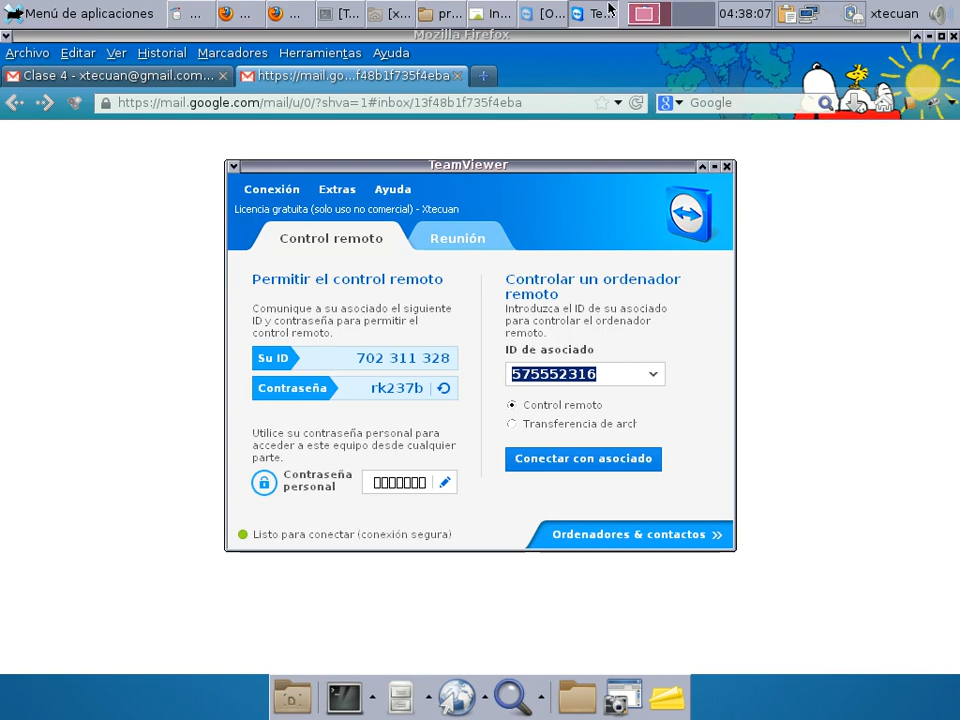 Menú de aplicaciones
...
...
...
[T...
[x...
pr...
In...
[O...
Te...
04:38:07
xtecuan
Mozilla Firefox
Archivo Editar Ver Historial Marcadores Herramientas Ayuda
Clase 4 - xtecuan@gmail.com...
https://mail.go...f48b1f735f4eba
https://mail.google.com/mail/u/0/?shva=1#inbox/13f48b1f735f4eba
Google
TeamViewer
Conexión Extras Ayuda
Licencia gratuita (solo uso no comercial) - Xtecuan
Control remoto
Reunión
Permitir el control remoto
Comunique a su asociado el siguiente
ID y contraseña para permitir el
control remoto.
Su ID 702 311 328
Contraseña rk237b
Utilice su contraseña personal para
acceder a este equipo desde cualquier
parte.
Contraseña
personal
Listo para conectar (conexión segura)
Controlar un ordenador
remoto
Introduzca el ID de su asociado
para controlar el ordenador
remoto.
ID de asociado
575552316
Control remoto
Transferencia de arch
Conectar con asociado
Ordenadores & contactos >>